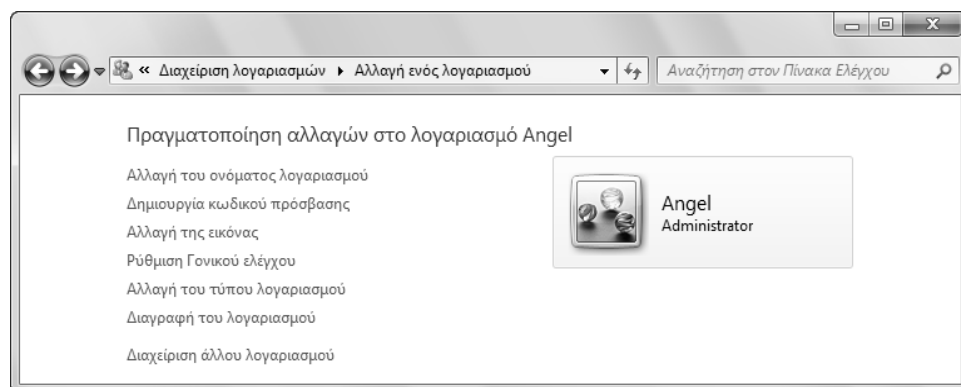 « Διαχείριση λογαριασμών ▸ Αλλαγή ενός λογαριασμού Αναζήτηση στον Πίνακα Ελέγχου
Πραγματοποίηση αλλαγών στο λογαριασμό Angel
Αλλαγή του ονόματος λογαριασμού
Δημιουργία κωδικού πρόσβασης
Αλλαγή της εικόνας
Ρύθμιση Γονικού ελέγχου
Αλλαγή του τύπου λογαριασμού
Διαγραφή του λογαριασμού
Διαχείριση άλλου λογαριασμού
Angel
Administrator